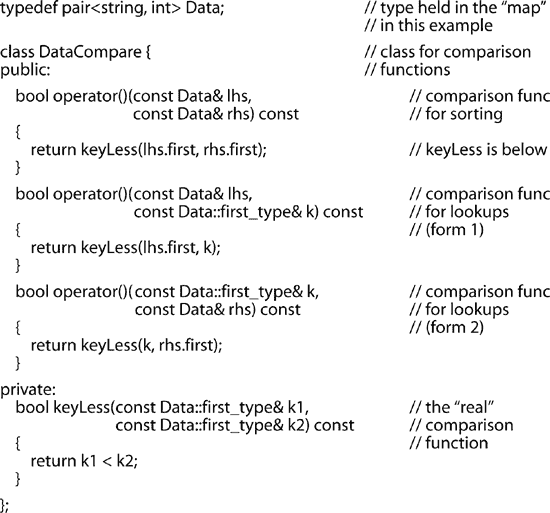 typedef pair<string, int> Data; // type held in the “map”
// in this example
class DataCompare { // class for comparison
public: // functions
bool operator()(const Data& lhs, // comparison func
const Data& rhs) const // for sorting
{
return keyLess(lhs.first, rhs.first); // keyLess is below
}
bool operator()(const Data& lhs, // comparison func
const Data::first_type& k) const // for lookups
{ // (form 1)
return keyLess(lhs.first, k);
}
bool operator()(const Data::first_type& k, // comparison func
const Data& rhs) const // for lookups
{ // (form 2)
return keyLess(k, rhs.first);
}
private:
bool keyLess(const Data::first_type& k1, // the “real”
const Data::first_type& k2) const // comparison
{ // function
return k1 < k2;
}
};